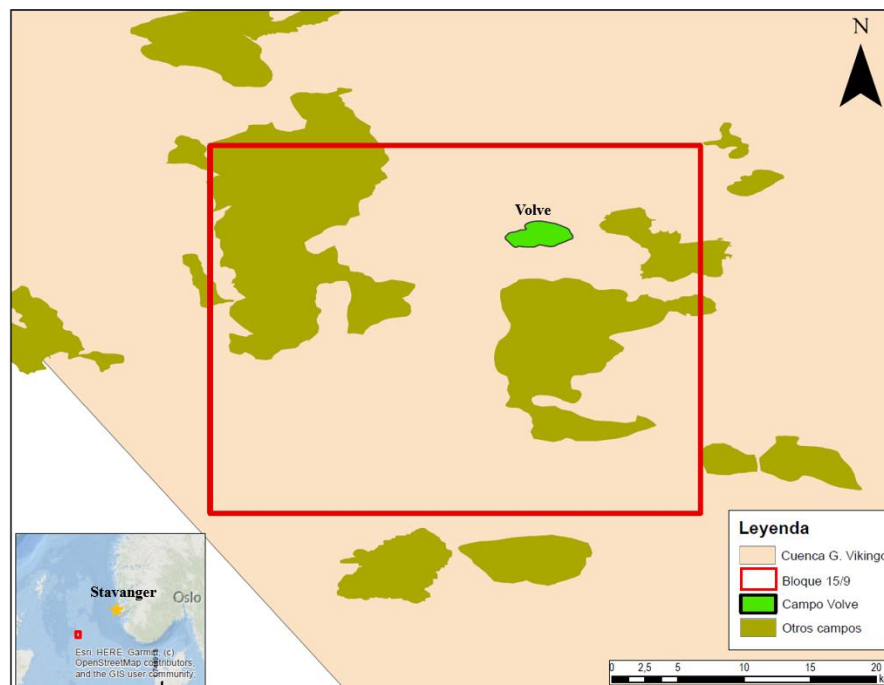 N
Volve
Stavanger
Oslo
Esri, HERE, Garmin, (c)
OpenStreetMap contributors,
and the GIS user community,
Leyenda
Cuenca G. Vikingo
Bloque 15/9
Campo Volve
Otros campos
0 2,5 5 10 15 20